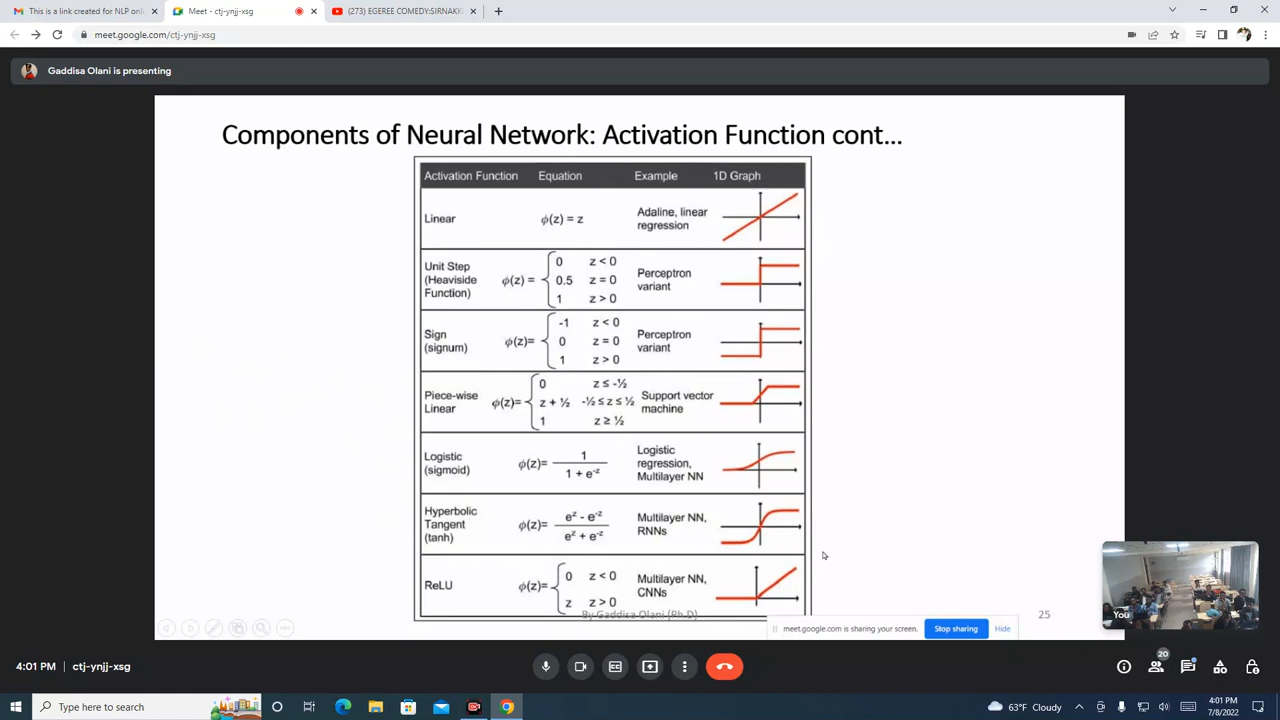 This is a link created for NLP onli
Meet - ctj-ynjj-xsg
(273) EGEREE COMEDY:SIRNAKK
meet.google.com/ctj-ynjj-xsg
Gaddisa Olani is presenting
Components of Neural Network: Activation Function cont...
Activation Function Equation Example 1D Graph
Linear
ϕ(z) = z
Adaline, linear
regression
Unit Step
(Heaviside
Function)
ϕ(z) =
0 z < 0
0.5 z = 0
1 z > 0
Perceptron
variant
Sign
(signum)
ϕ(z)=
-1 z < 0
0 z = 0
1 z > 0
Perceptron
variant
Piece-wise
Linear
ϕ(z)=
0 z ≤ -½
z + ½ -½ ≤ z ≤ ½
1 z ≥ ½
Support vector
machine
Logistic
(sigmoid)
ϕ(z)=
1
1 + e⁻ᶻ
Logistic
regression,
Multilayer NN
Hyperbolic
Tangent
(tanh)
ϕ(z)=
eᶻ - e⁻ᶻ
eᶻ + e⁻ᶻ
Multilayer NN,
RNNs
ReLU
ϕ(z)=
0 z < 0
z z > 0
Multilayer NN,
CNNs
By Gaddisa Olani (Ph.D)
25
You
meet.google.com is sharing your screen.
Stop sharing
Hide
4:01 PM | ctj-ynjj-xsg
20
Type here to search
63°F Cloudy
4:01 PM
7/8/2022